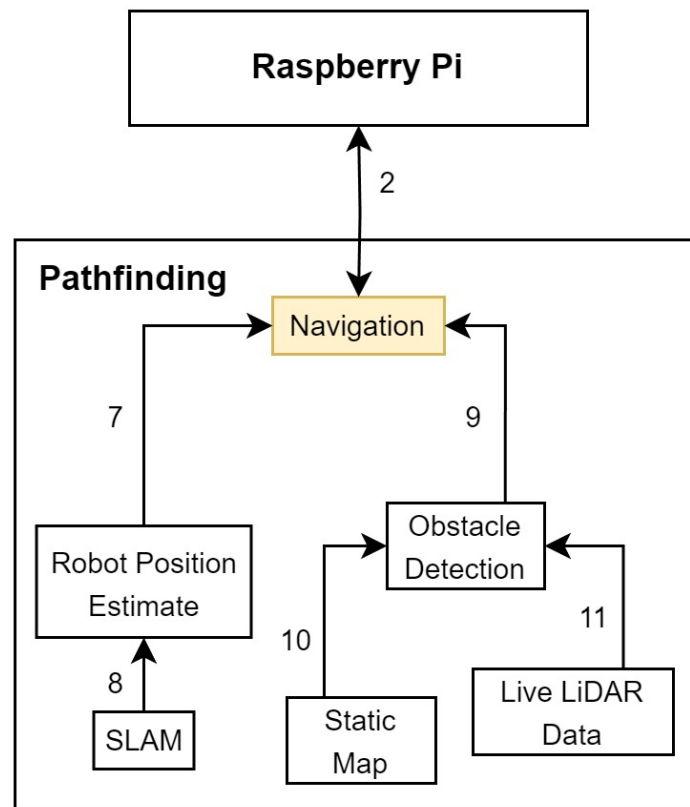 Raspberry Pi
2
Pathfinding
Navigation
7
9
Obstacle
Detection
Robot Position
Estimate
10
11
8
SLAM
Static
Map
Live LiDAR
Data